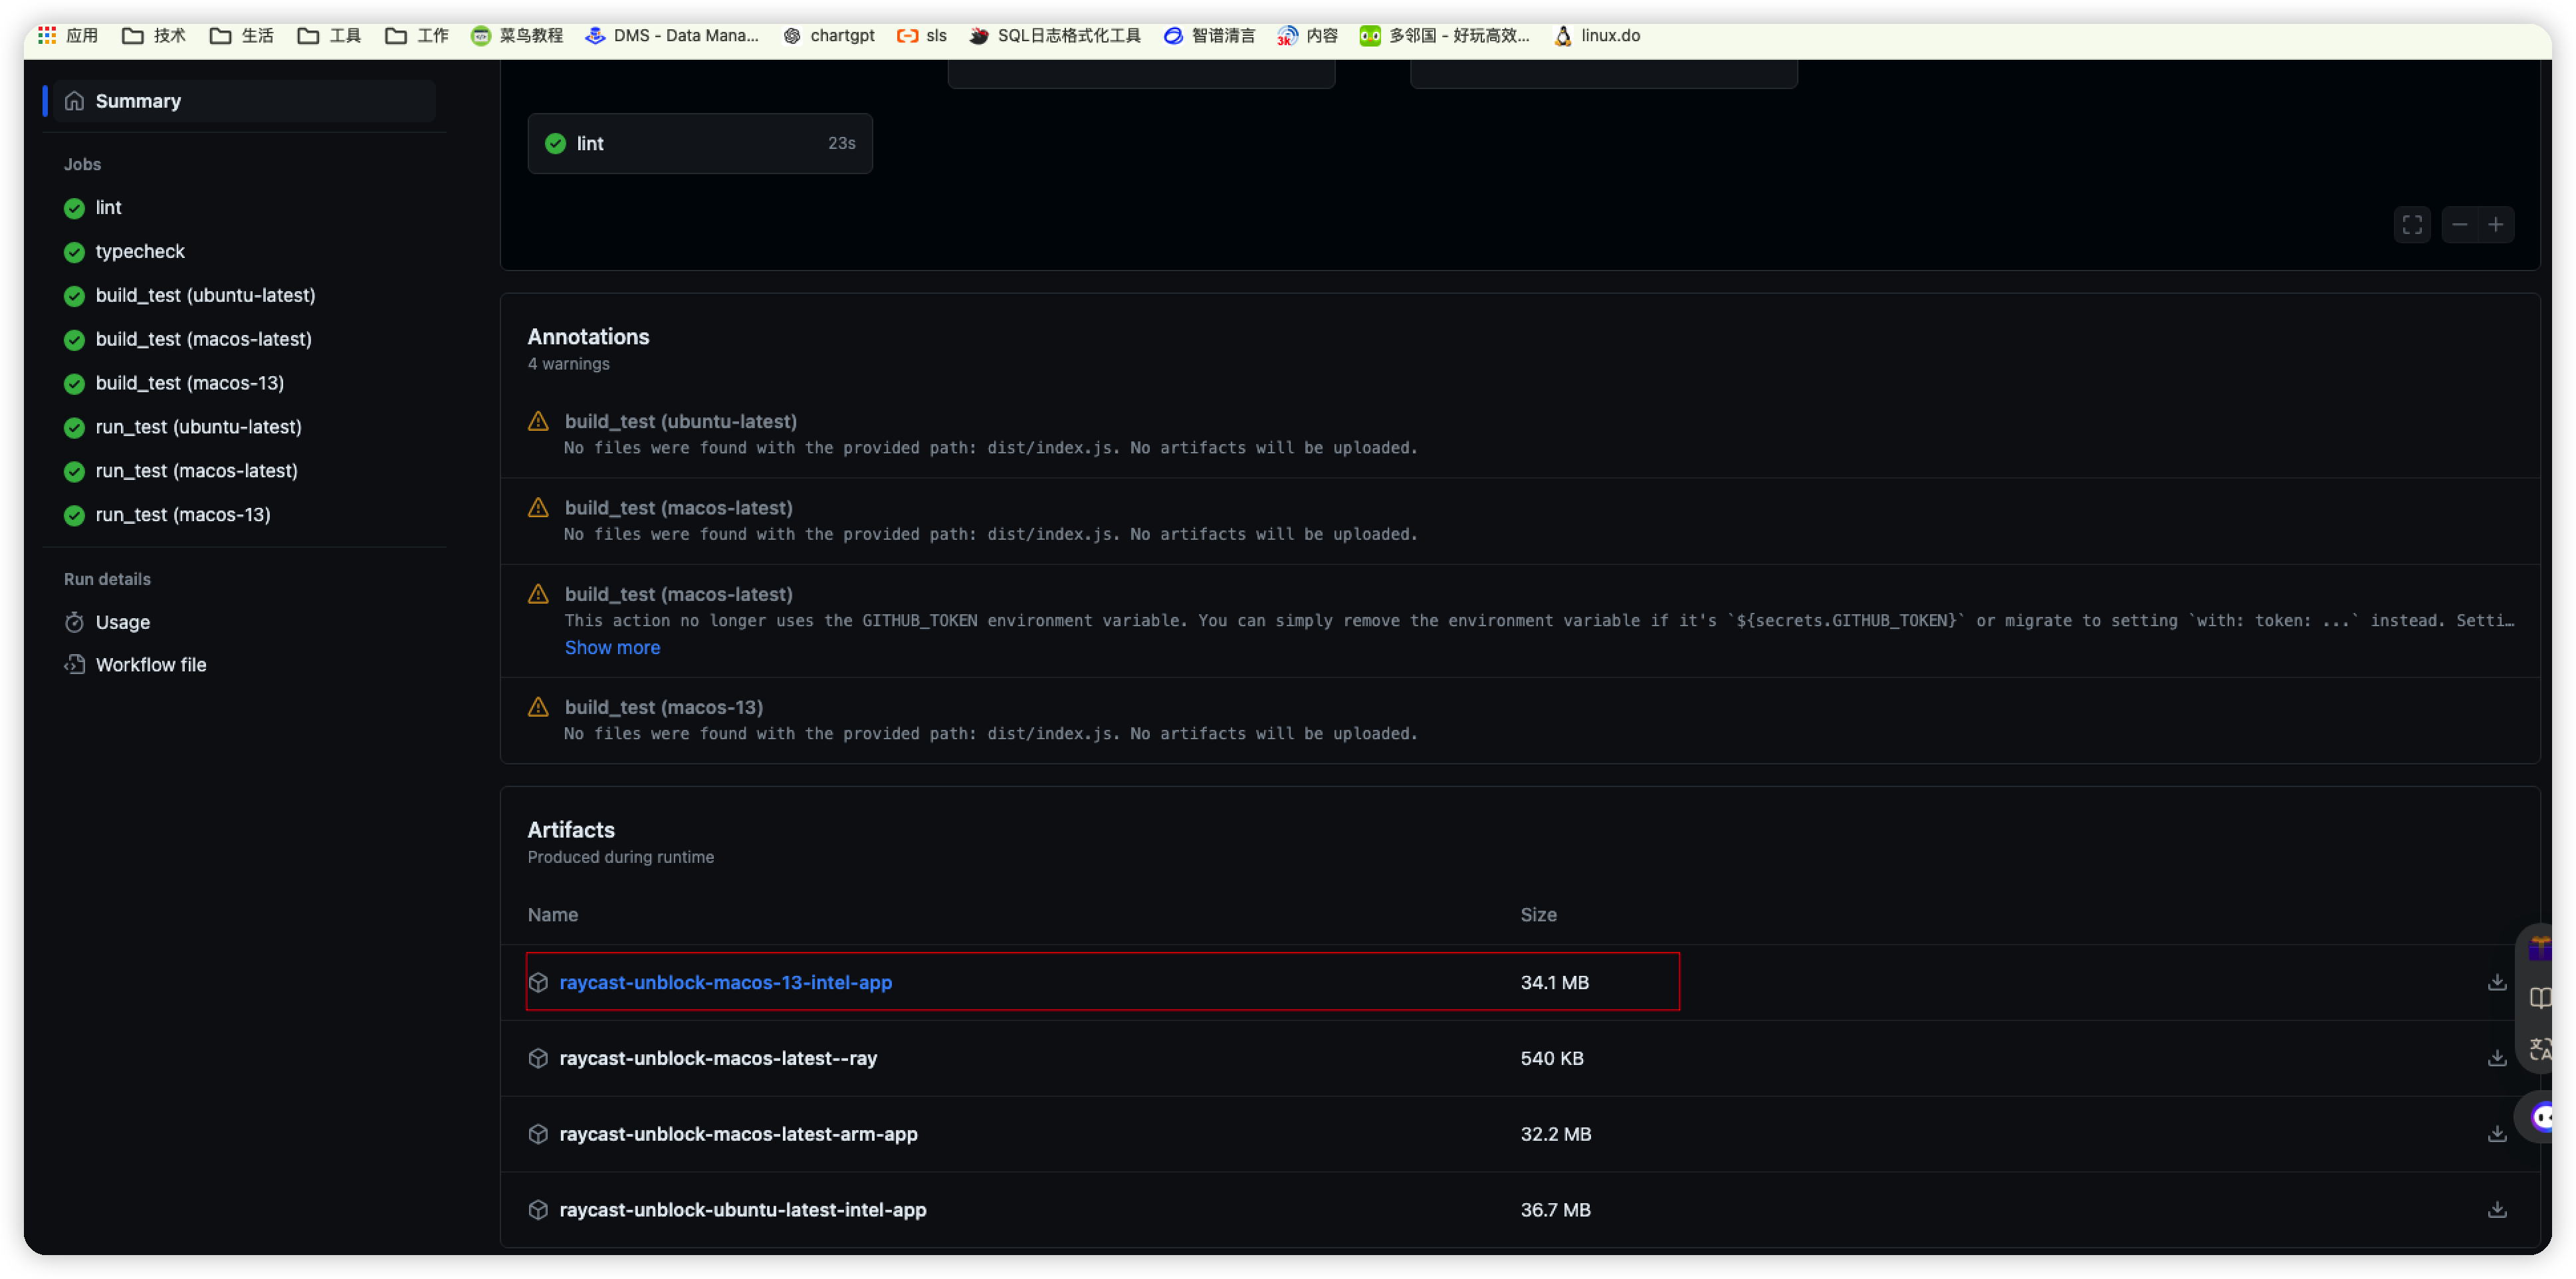 应用 技术 生活 工具 工作 菜鸟教程 DMS - Data Mana... chartgpt sls SQL日志格式化工具 智谱清言 内容 多邻国 - 好玩高效... linux.do
Summary
Jobs
lint
typecheck
build_test (ubuntu-latest)
build_test (macos-latest)
build_test (macos-13)
run_test (ubuntu-latest)
run_test (macos-latest)
run_test (macos-13)
Run details
Usage
Workflow file
lint 23s
Annotations
4 warnings
build_test (ubuntu-latest)
No files were found with the provided path: dist/index.js. No artifacts will be uploaded.
build_test (macos-latest)
No files were found with the provided path: dist/index.js. No artifacts will be uploaded.
build_test (macos-latest)
This action no longer uses the GITHUB_TOKEN environment variable. You can simply remove the environment variable if it's `${secrets.GITHUB_TOKEN}` or migrate to setting `with: token: ...` instead. Setti…
Show more
build_test (macos-13)
No files were found with the provided path: dist/index.js. No artifacts will be uploaded.
Artifacts
Produced during runtime
Name Size
raycast-unblock-macos-13-intel-app 34.1 MB
raycast-unblock-macos-latest--ray 540 KB
raycast-unblock-macos-latest-arm-app 32.2 MB
raycast-unblock-ubuntu-latest-intel-app 36.7 MB